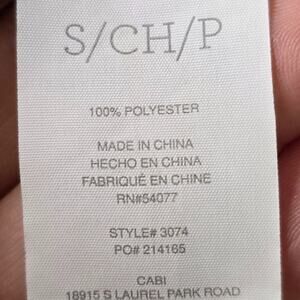 S/CH/P
100% POLYESTER
MADE IN CHINA
HECHO EN CHINA
FABRIQUÉ EN CHINE
RN#54077
STYLE# 3074
PO# 214165
CABI
18915 S LAUREL PARK ROAD